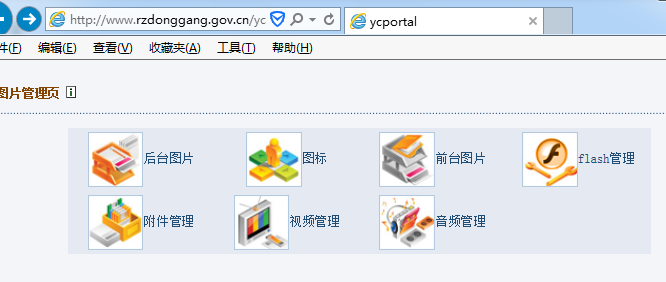 http://www.rzdonggang.gov.cn/yc
ycportal
件(F) 编辑(E) 查看(V) 收藏夹(A) 工具(T) 帮助(H)
图片管理页
后台图片 图标 前台图片 flash管理
附件管理 视频管理 音频管理